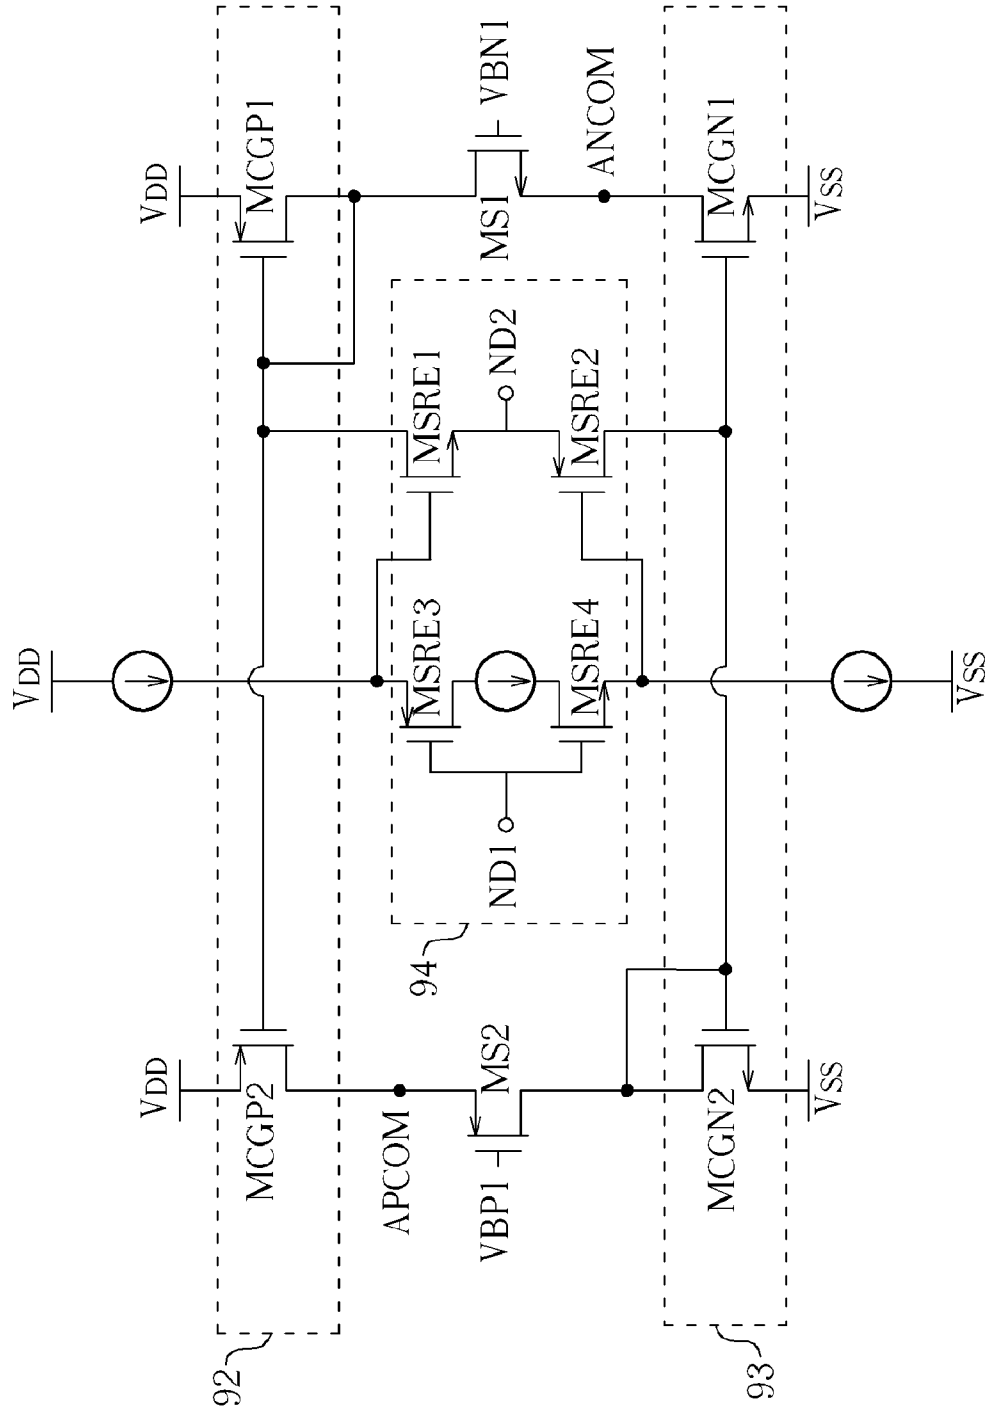 VDD
VDD
MCGP2
MCGP1
VDD
92
APCOM
VBP1
MS2
94
ND1
MSRE3
MSRE4
MSRE1
ND2
MSRE2
MS1
VBN1
ANCOM
MCGN2
MCGN1
VSS
VSS
VSS
93